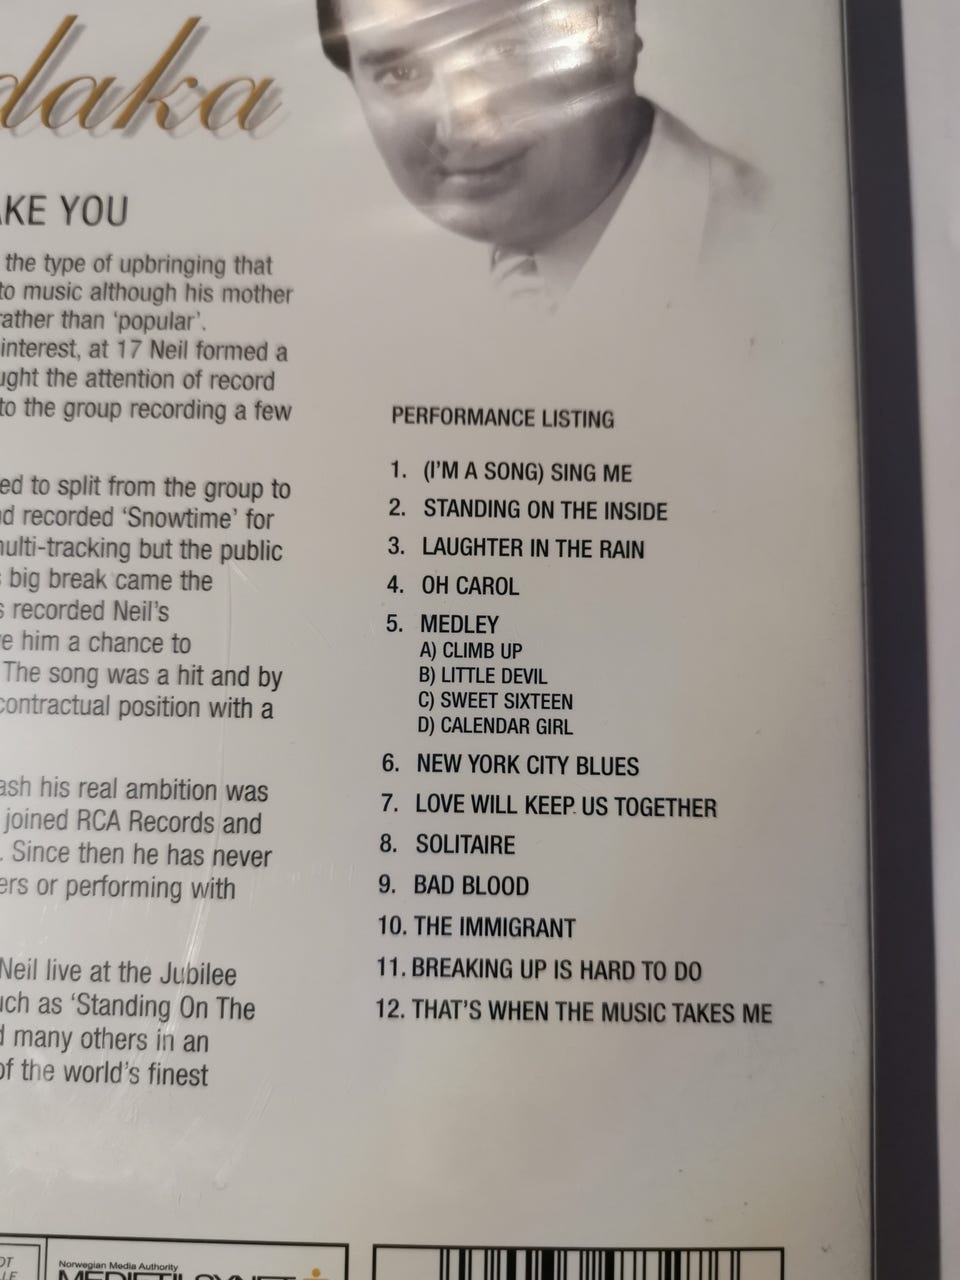 daka
AKE YOU
the type of upbringing that
to music although his mother
rather than ‘popular’.
interest, at 17 Neil formed a
ught the attention of record
to the group recording a few
ed to split from the group to
d recorded ‘Snowtime’ for
multi-tracking but the public
big break came the
s recorded Neil’s
e him a chance to
The song was a hit and by
contractual position with a
ash his real ambition was
joined RCA Records and
. Since then he has never
ers or performing with
Neil live at the Jubilee
uch as ‘Standing On The
d many others in an
of the world’s finest
PERFORMANCE LISTING
1. (I’M A SONG) SING ME
2. STANDING ON THE INSIDE
3. LAUGHTER IN THE RAIN
4. OH CAROL
5. MEDLEY
A) CLIMB UP
B) LITTLE DEVIL
C) SWEET SIXTEEN
D) CALENDAR GIRL
6. NEW YORK CITY BLUES
7. LOVE WILL KEEP US TOGETHER
8. SOLITAIRE
9. BAD BLOOD
10. THE IMMIGRANT
11. BREAKING UP IS HARD TO DO
12. THAT’S WHEN THE MUSIC TAKES ME
Norwegian Media Authority